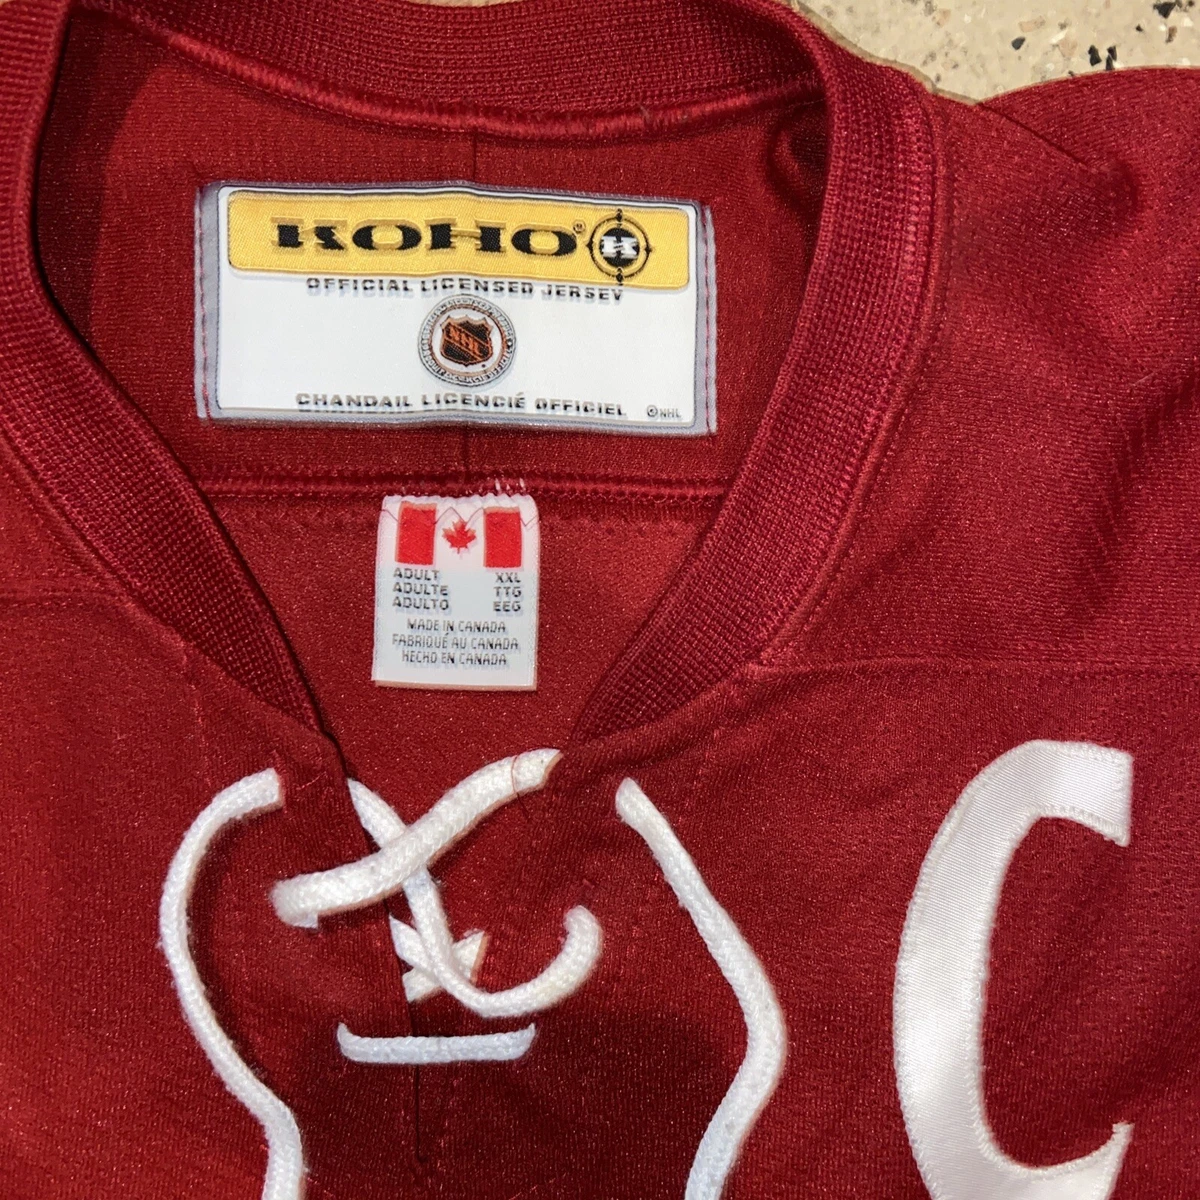 KOHO® K
OFFICIAL LICENSED JERSEY
NHL
CHANDAIL LICENCIÉ OFFICIEL ©NHL
ADULT XXL
ADULTE TTG
ADULTO EEG
MADE IN CANADA
FABRIQUÉ AU CANADA
HECHO EN CANADA
C